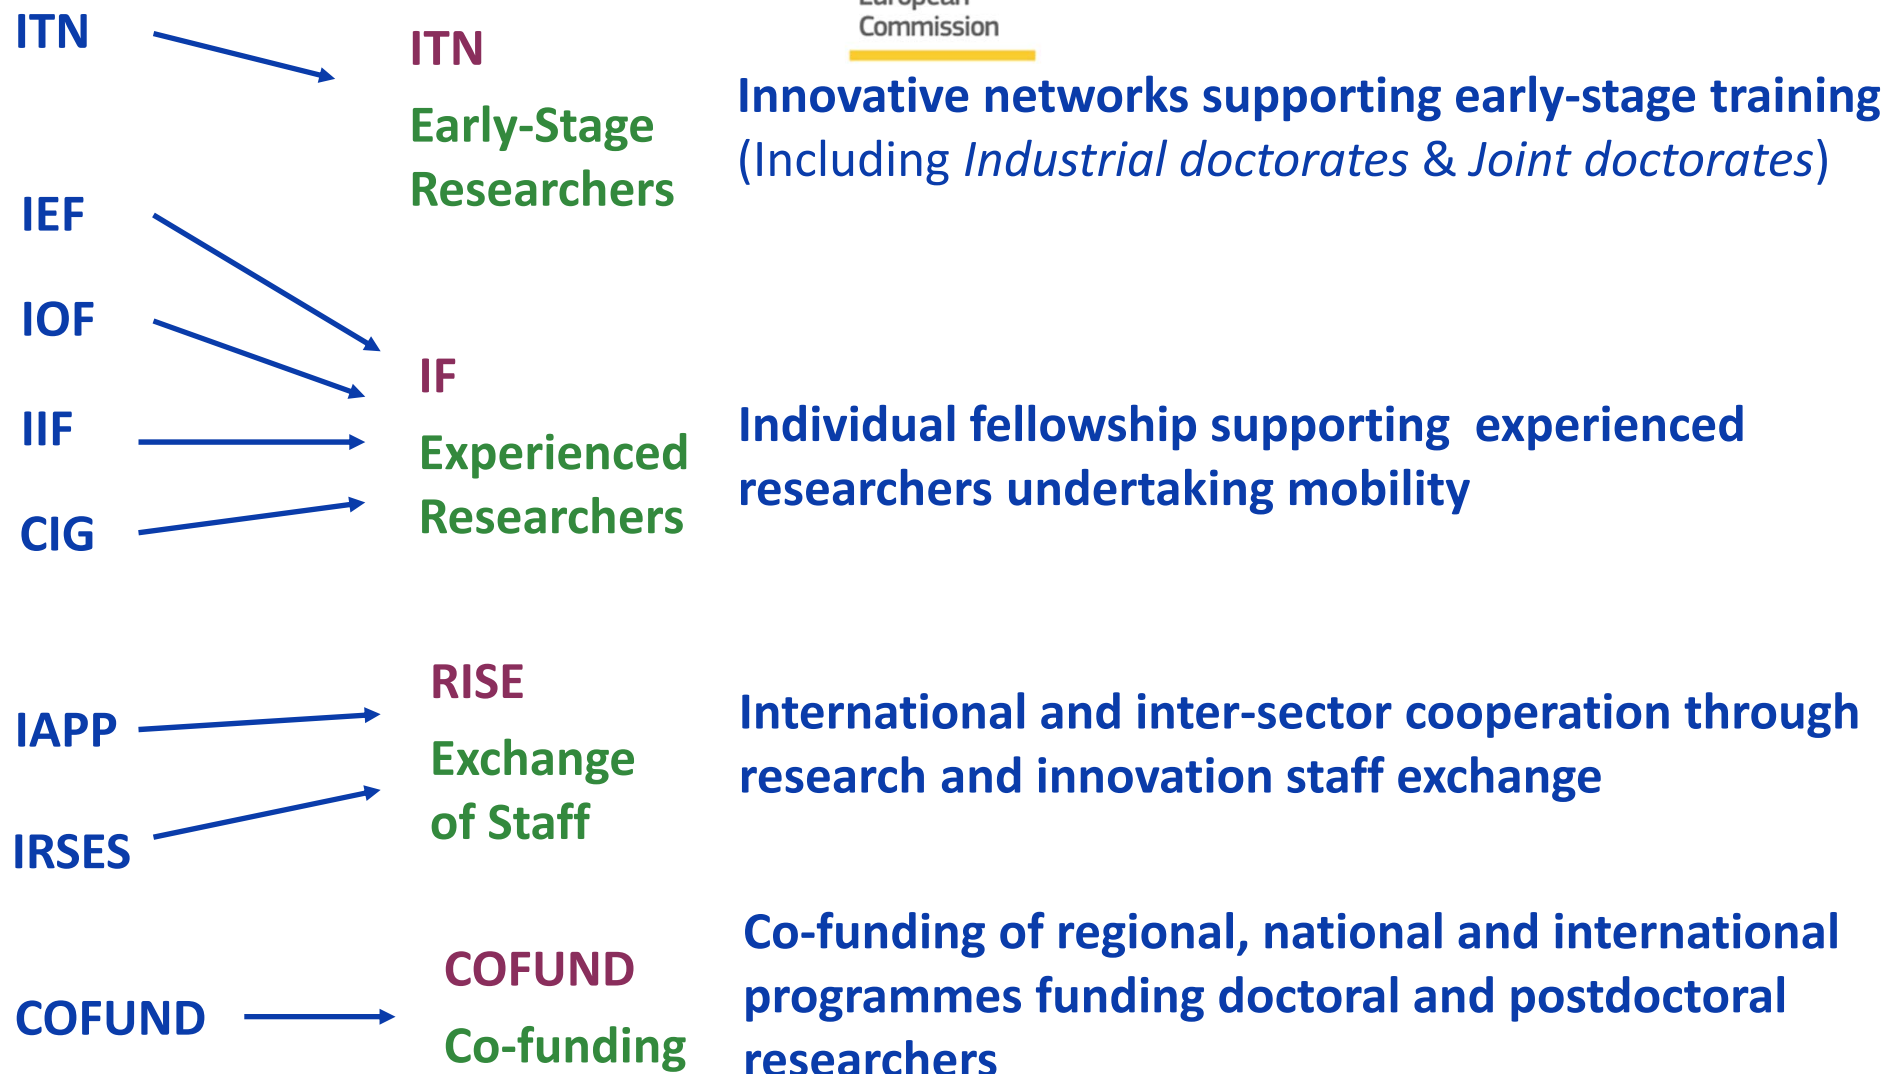 European
Commission
ITN
ITN
Early-Stage
Researchers
Innovative networks supporting early-stage training
(Including Industrial doctorates & Joint doctorates)
IEF
IOF
IIF
CIG
IF
Experienced
Researchers
Individual fellowship supporting  experienced
researchers undertaking mobility
IAPP
IRSES
RISE
Exchange
of Staff
International and inter-sector cooperation through
research and innovation staff exchange
COFUND
COFUND
Co-funding
Co-funding of regional, national and international
programmes funding doctoral and postdoctoral
researchers